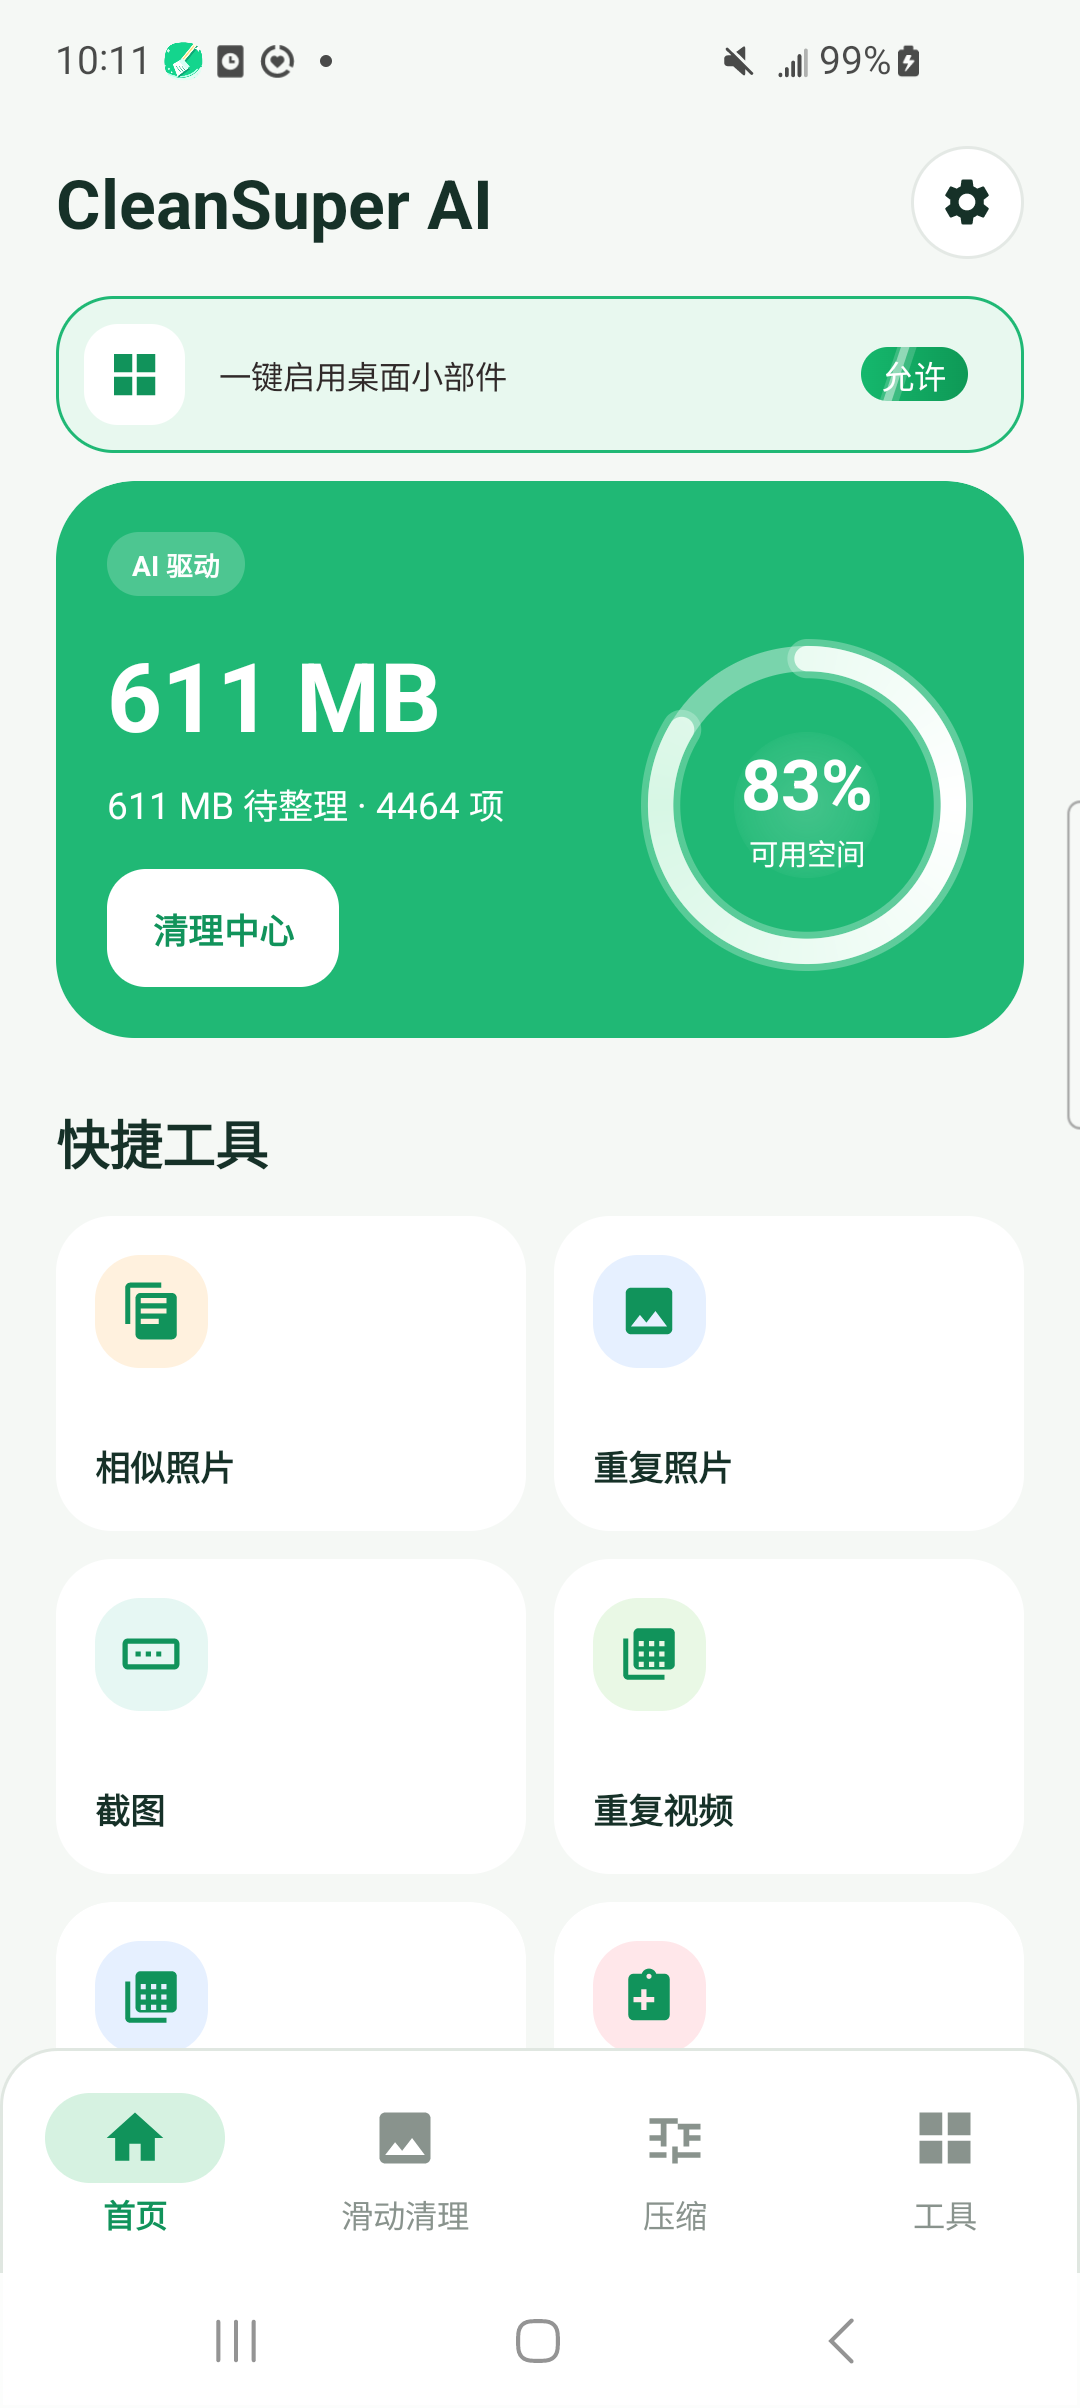 10:11
99%
CleanSuper AI
一键启用桌面小部件
允许
AI 驱动
611 MB
611 MB 待整理 · 4464 项
83%
可用空间
清理中心
快捷工具
相似照片
重复照片
截图
重复视频
首页
滑动清理
压缩
工具